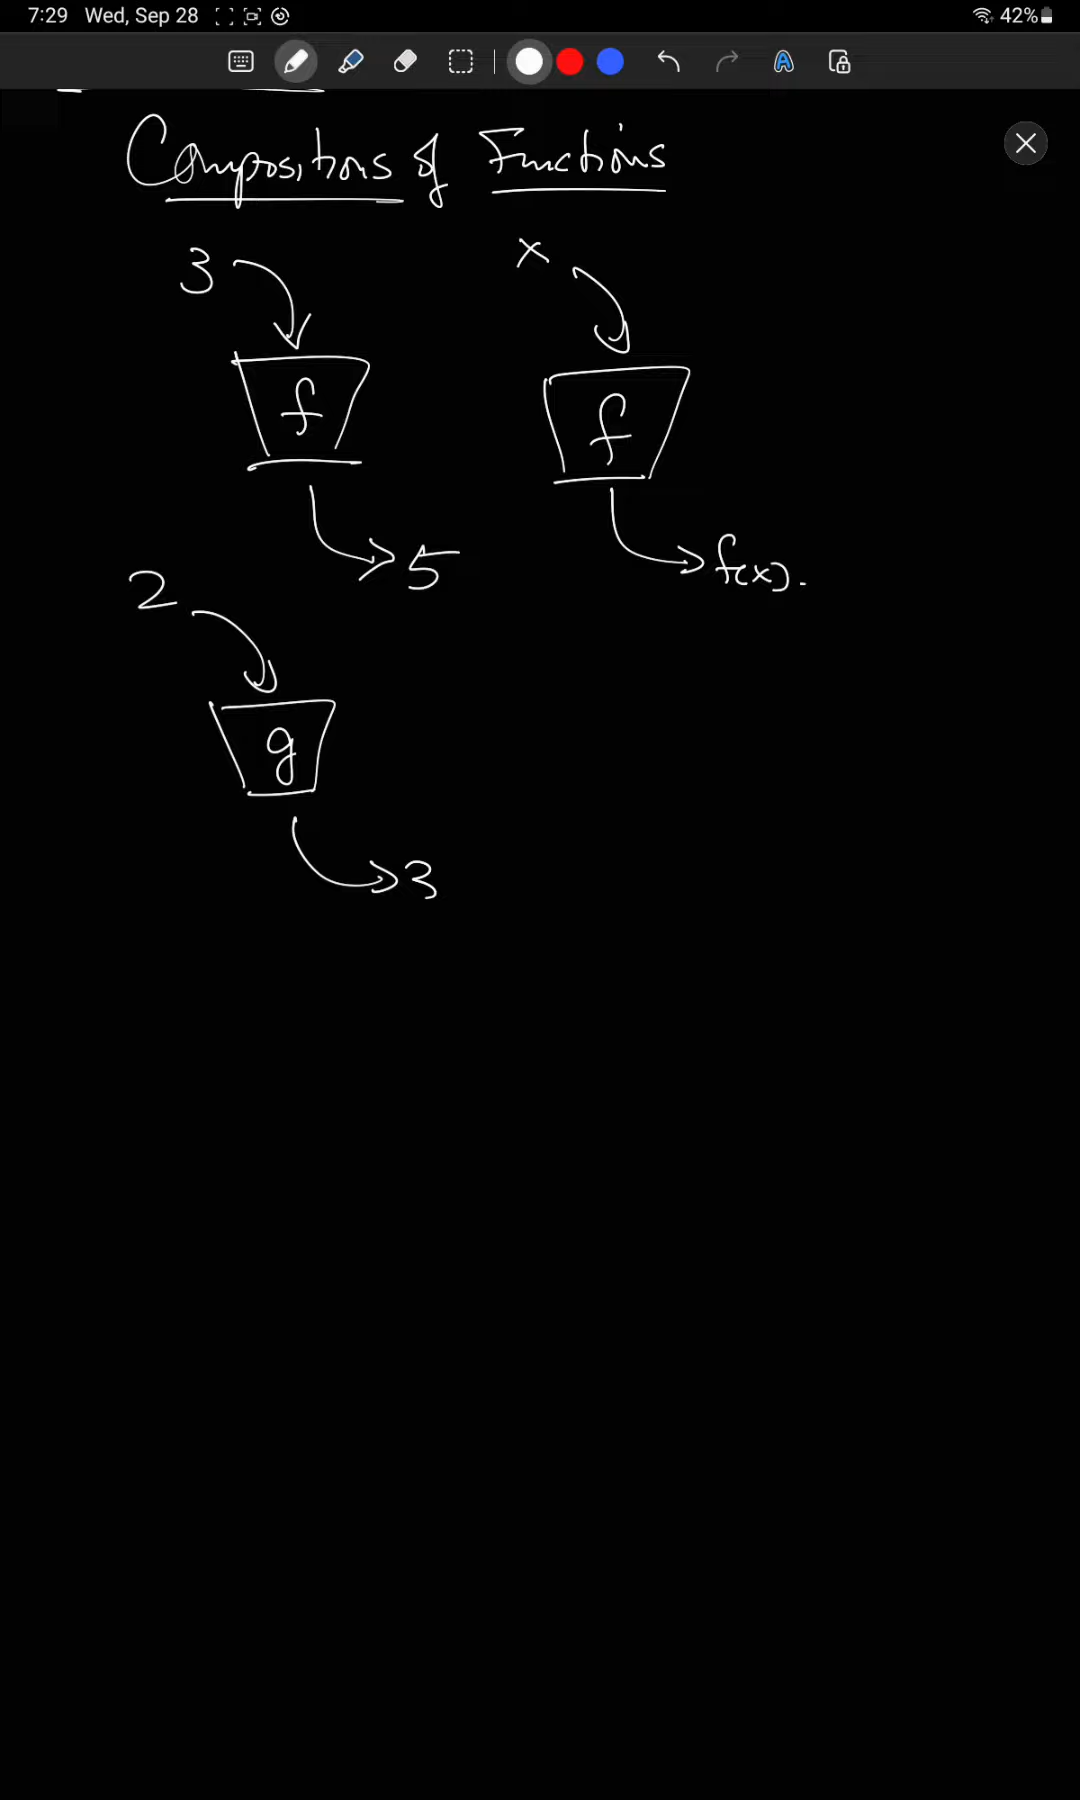 7:29 Wed, Sep 28 42%
Compositions of Functions
3 x
f f
5 f(x).
2
g
3